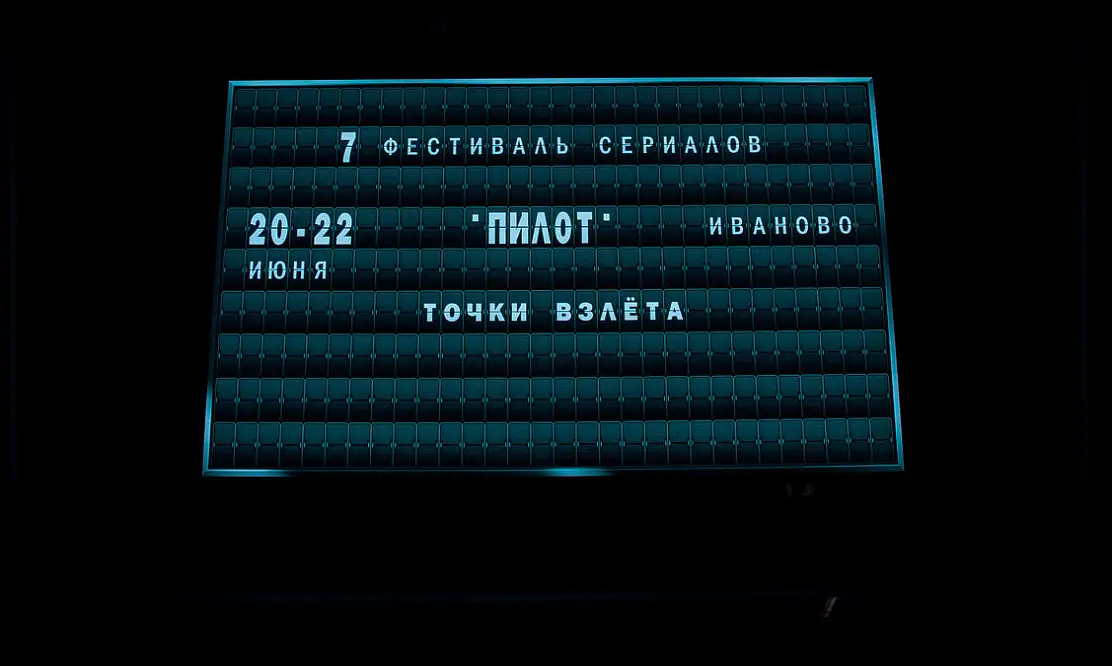 7 ФЕСТИВАЛЬ СЕРИАЛОВ
20-22 "ПИЛОТ" ИВАНОВО
ИЮНЯ
ТОЧКИ ВЗЛЁТА